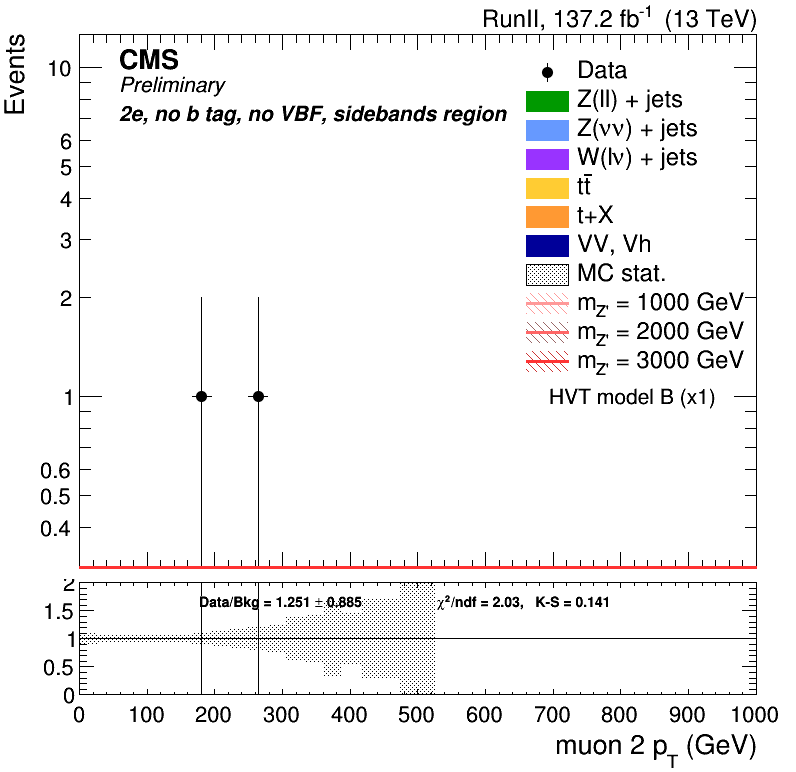 RunII, 137.2 fb⁻¹ (13 TeV)
Events
CMS
Preliminary
2e, no b tag, no VBF, sidebands region
Data
Z(ll) + jets
Z(νν) + jets
W(lν) + jets
tt̄
t+X
VV, Vh
MC stat.
m_Z' = 1000 GeV
m_Z' = 2000 GeV
m_Z' = 3000 GeV
HVT model B (x1)
10
6
5
4
3
2
1
0.6
0.5
0.4
Data/Bkg = 1.251 ± 0.885
χ²/ndf = 2.03, K-S = 0.141
2
1.5
1
0.5
0
0 100 200 300 400 500 600 700 800 900 1000
muon 2 p_T (GeV)